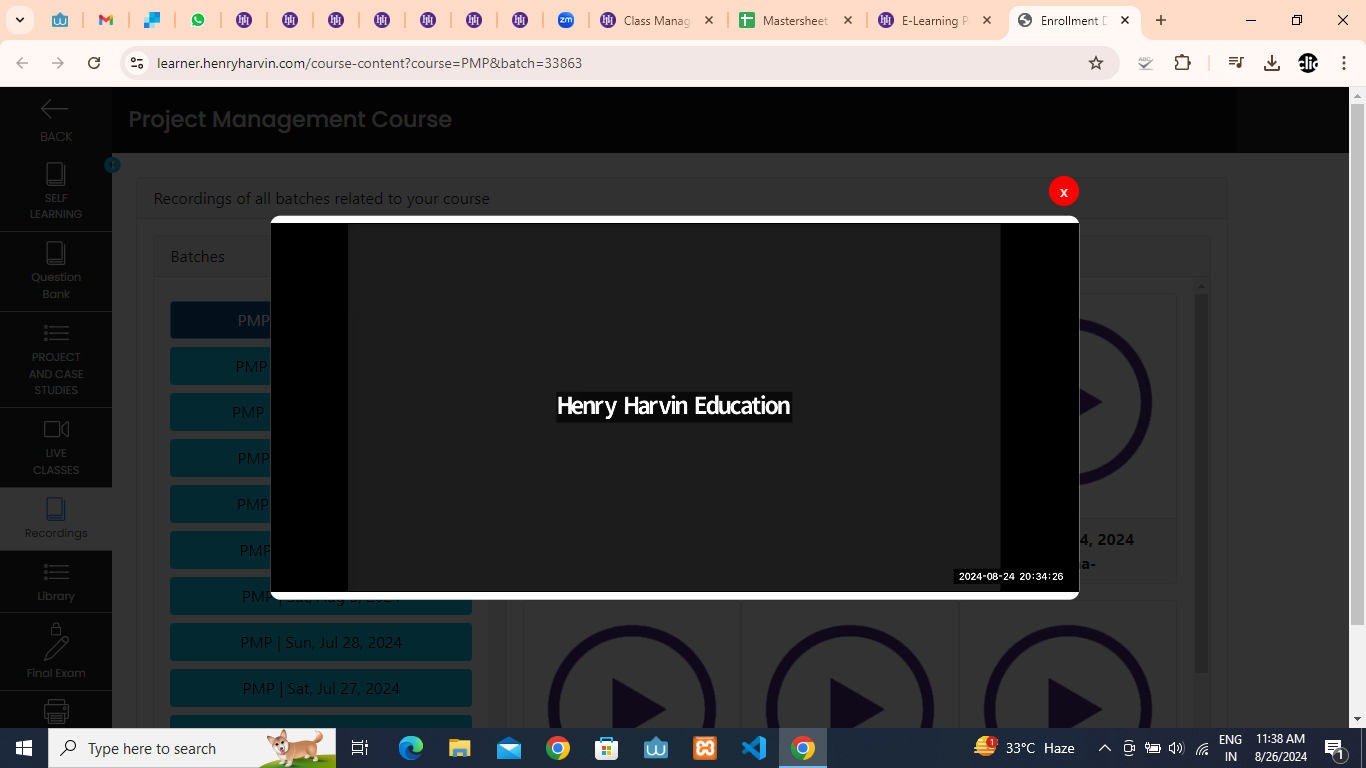 Class Manag
Mastersheet
E-Learning P
Enrollment D
learner.henryharvin.com/course-content?course=PMP&batch=33863
BACK
Project Management Course
SELF
LEARNING
Question
Bank
PROJECT
AND CASE
STUDIES
LIVE
CLASSES
Recordings
Library
Final Exam
Recordings of all batches related to your course
x
Batches
PMP
PMP
PMP
PMP
PMP
PMP
PMP | Sun, Jul 28, 2024
PMP | Sat, Jul 27, 2024
Henry Harvin Education
2024-08-24 20:34:26
4, 2024
Type here to search
1
33°C Haze
ENG
IN
11:38 AM
8/26/2024
1